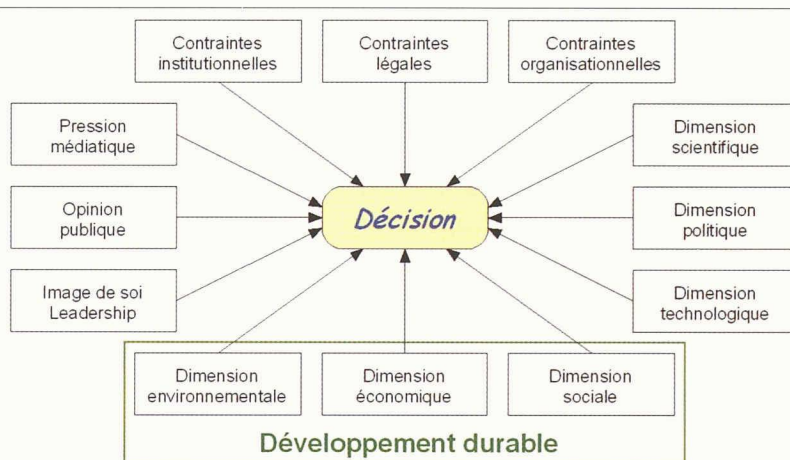 Contraintes
institutionnelles
Contraintes
légales
Contraintes
organisationnelles
Pression
médiatique
Dimension
scientifique
Opinion
publique
Décision
Dimension
politique
Image de soi
Leadership
Dimension
technologique
Dimension
environnementale
Dimension
économique
Dimension
sociale
Développement durable